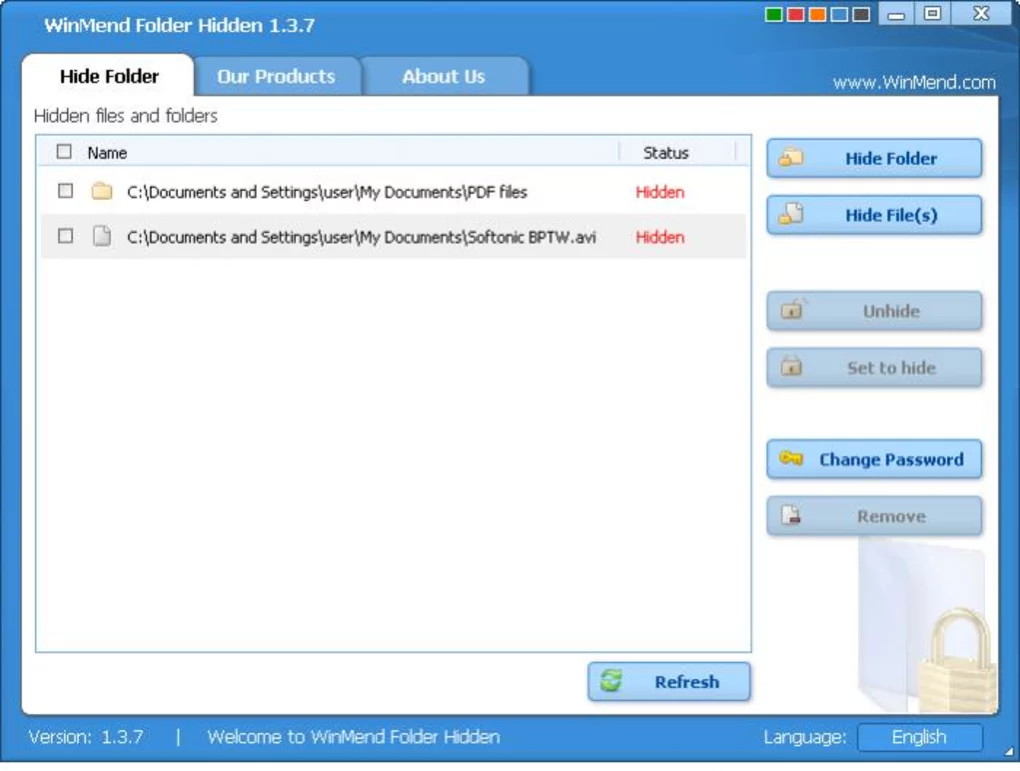 WinMend Folder Hidden 1.3.7
Hide Folder
Our Products
About Us
www.WinMend.com
Hidden files and folders
Name
Status
C:\Documents and Settings\user\My Documents\PDF files
Hidden
C:\Documents and Settings\user\My Documents\Softonic BPTW.avi
Hidden
Hide Folder
Hide File(s)
Unhide
Set to hide
Change Password
Remove
Refresh
Version: 1.3.7 | Welcome to WinMend Folder Hidden
Language: English